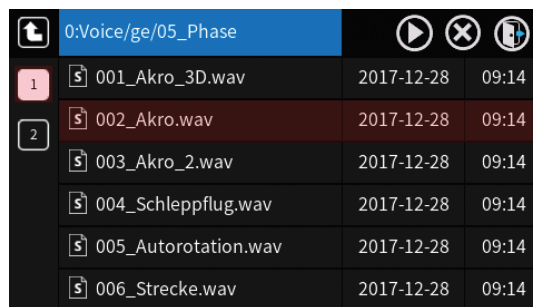 0:Voice/ge/05_Phase
1
2
001_Akro_3D.wav 2017-12-28 09:14
002_Akro.wav 2017-12-28 09:14
003_Akro_2.wav 2017-12-28 09:14
004_Schleppflug.wav 2017-12-28 09:14
005_Autorotation.wav 2017-12-28 09:14
006_Strecke.wav 2017-12-28 09:14